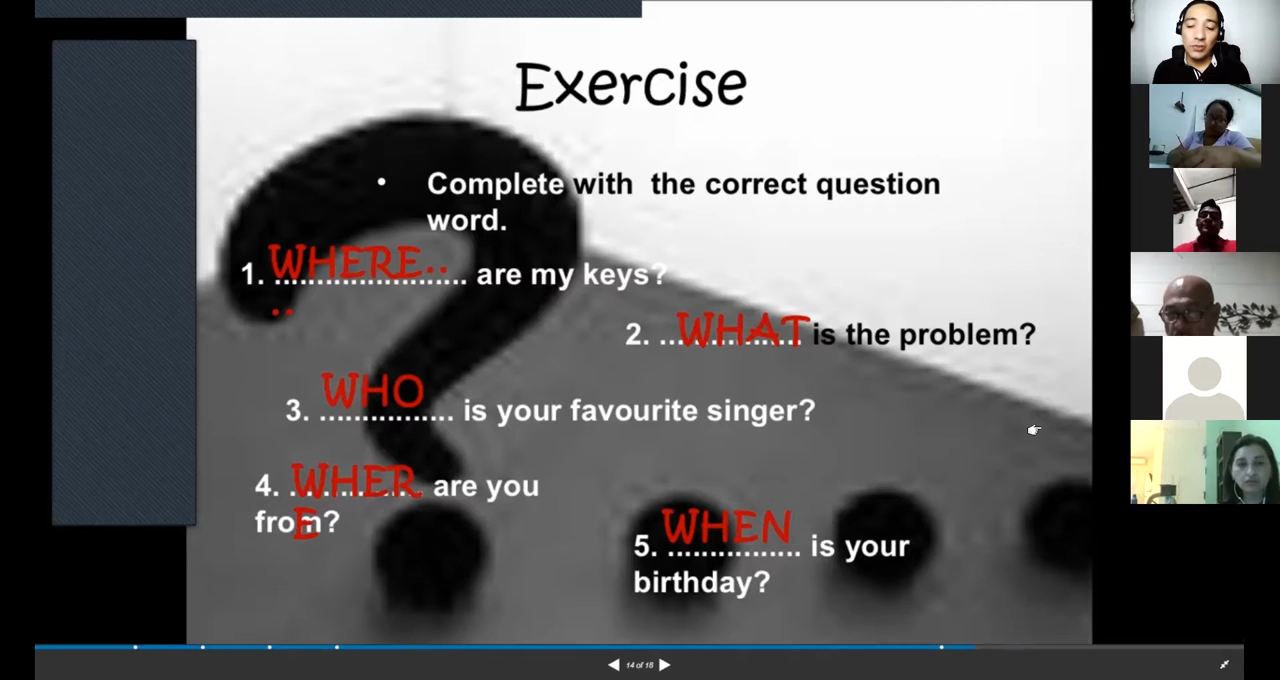 Exercise
• Complete with the correct question
word.
1. WHERE.. ....................... are my keys?
..
2. WHAT ................. is the problem?
3. WHO ................ is your favourite singer?
4. WHER ................ are you
E
from?
5. WHEN ................ is your
birthday?
14 of 18